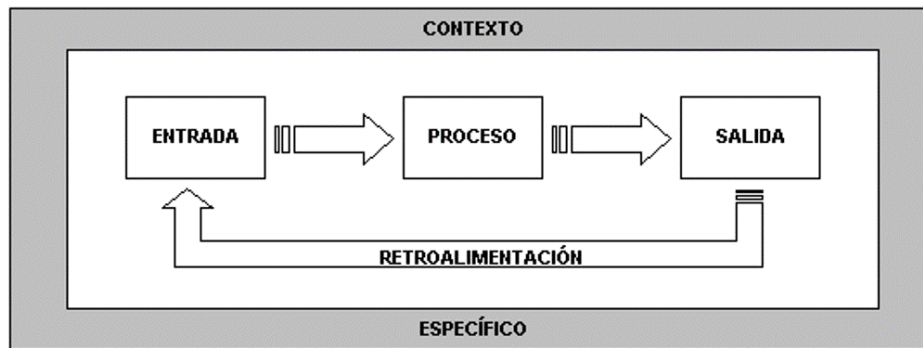 CONTEXTO
ENTRADA
PROCESO
SALIDA
RETROALIMENTACIÓN
ESPECÍFICO